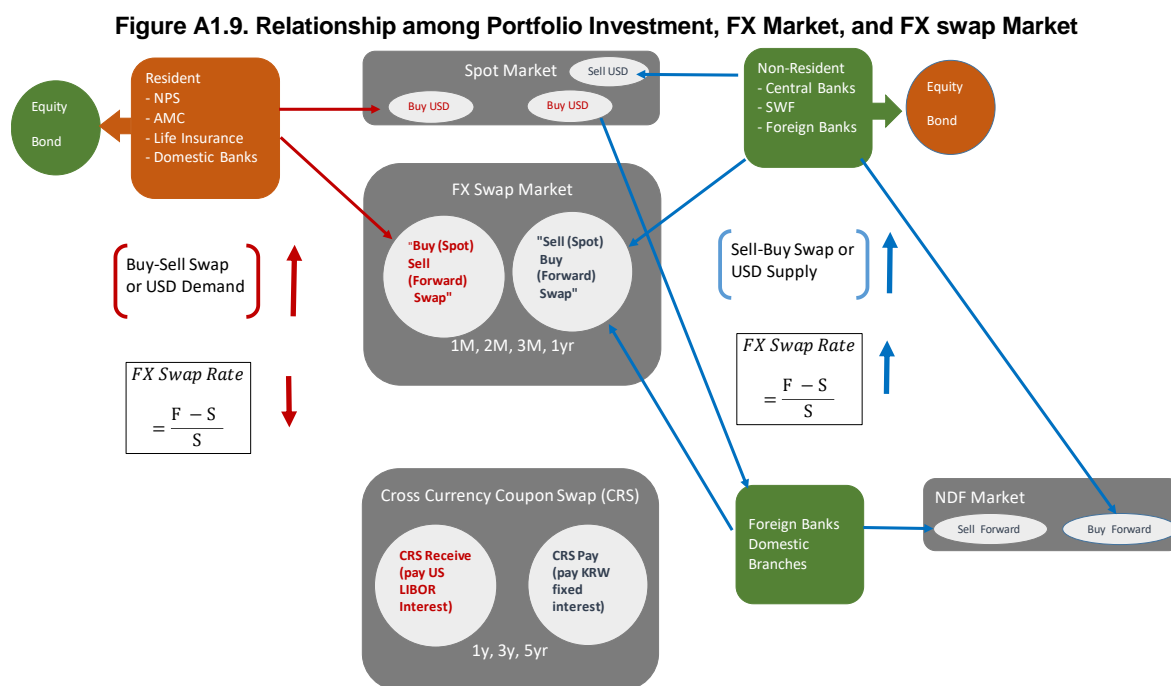 Figure A1.9. Relationship among Portfolio Investment, FX Market, and FX swap Market
Equity
Bond
Resident
- NPS
- AMC
- Life Insurance
- Domestic Banks
Spot Market
Sell USD
Buy USD
Buy USD
Non-Resident
- Central Banks
- SWF
- Foreign Banks
Equity
Bond
FX Swap Market
"Buy (Spot)
Sell
(Forward)
Swap"
"Sell (Spot)
Buy
(Forward)
Swap"
1M, 2M, 3M, 1yr
Buy-Sell Swap
or USD Demand
Sell-Buy Swap or
USD Supply
FX Swap Rate
= F − S
S
FX Swap Rate
= F − S
S
Cross Currency Coupon Swap (CRS)
CRS Receive
(pay US
LIBOR
Interest)
CRS Pay
(pay KRW
fixed
interest)
1y, 3y, 5yr
Foreign Banks
Domestic
Branches
NDF Market
Sell Forward
Buy Forward